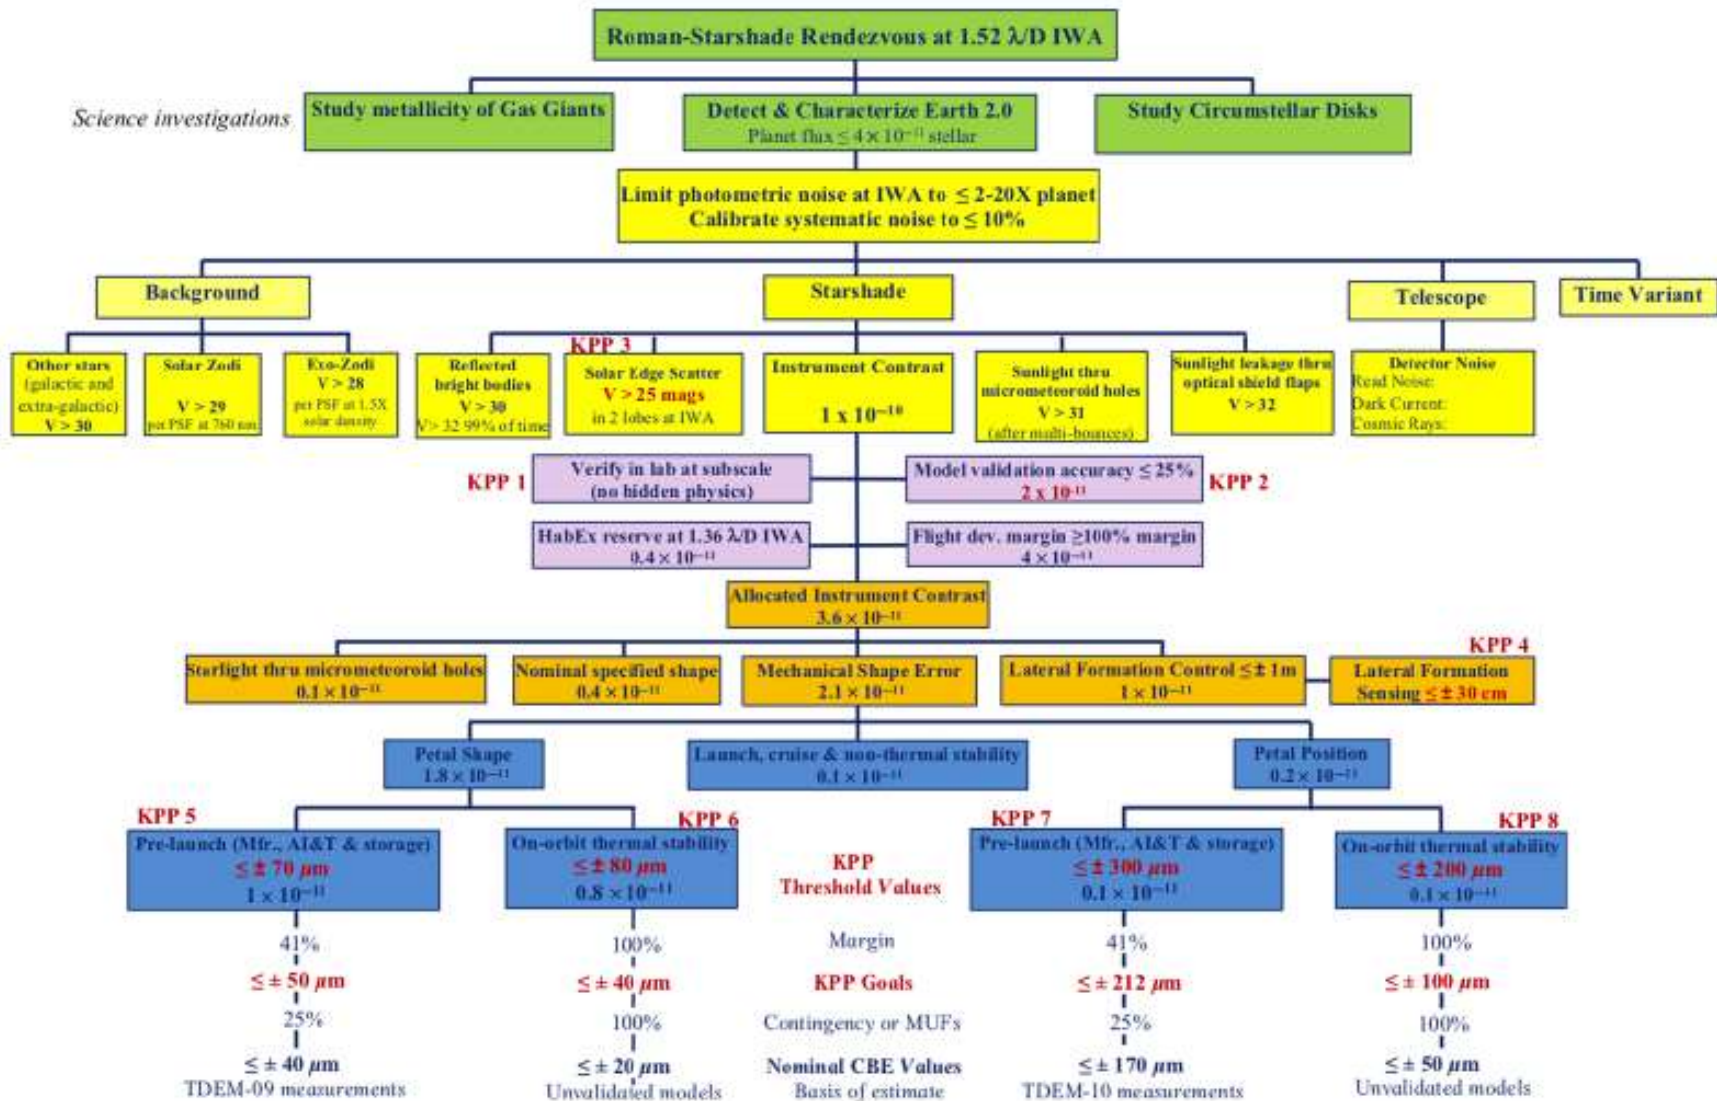 Roman-Starshade Rendezvous at 1.52 λ/D IWA
Science investigations
Study metallicity of Gas Giants
Detect & Characterize Earth 2.0
Planet flux ≤ 4 × 10⁻¹¹ stellar
Study Circumstellar Disks
Limit photometric noise at IWA to ≤ 2-20X planet
Calibrate systematic noise to ≤ 10%
Background
Starshade
Telescope
Time Variant
Other stars
(galactic and
extra-galactic)
V > 30
Solar Zodi
V > 29
per PSF at 760 nm
Exo-Zodi
V > 28
per PSF at 1.5X
solar density
Reflected
bright bodies
V > 30
V > 32 99% of time
KPP 3
Solar Edge Scatter
V > 25 mags
in 2 lobes at IWA
Instrument Contrast
1 x 10⁻¹⁰
Sunlight thru
micrometeoroid holes
V > 31
(after multi-bounces)
Sunlight leakage thru
optical shield flaps
V > 32
Detector Noise
Read Noise:
Dark Current:
Cosmic Rays:
KPP 1
Verify in lab at subscale
(no hidden physics)
Model validation accuracy ≤ 25%
2 x 10⁻¹¹
KPP 2
HabEx reserve at 1.36 λ/D IWA
0.4 × 10⁻¹¹
Flight dev. margin ≥100% margin
4 × 10⁻¹¹
Allocated Instrument Contrast
3.6 × 10⁻¹¹
Starlight thru micrometeoroid holes
0.1 × 10⁻¹¹
Nominal specified shape
0.4 × 10⁻¹¹
Mechanical Shape Error
2.1 × 10⁻¹¹
Lateral Formation Control ≤ ± 1m
1 × 10⁻¹¹
KPP 4
Lateral Formation
Sensing ≤ ± 30 cm
Petal Shape
1.8 × 10⁻¹¹
Launch, cruise & non-thermal stability
0.1 × 10⁻¹¹
Petal Position
0.2 × 10⁻¹¹
KPP 5
Pre-launch (Mfr., AI&T & storage)
≤ ± 70 µm
1 × 10⁻¹¹
KPP 6
On-orbit thermal stability
≤ ± 80 µm
0.8 × 10⁻¹¹
KPP
Threshold Values
KPP 7
Pre-launch (Mfr., AI&T & storage)
≤ ± 300 µm
0.1 × 10⁻¹¹
KPP 8
On-orbit thermal stability
≤ ± 200 µm
0.1 × 10⁻¹¹
41%
100%
Margin
41%
100%
≤ ± 50 µm
≤ ± 40 µm
KPP Goals
≤ ± 212 µm
≤ ± 100 µm
25%
100%
Contingency or MUFs
25%
100%
≤ ± 40 µm
≤ ± 20 µm
Nominal CBE Values
≤ ± 170 µm
≤ ± 50 µm
TDEM-09 measurements
Unvalidated models
Basis of estimate
TDEM-10 measurements
Unvalidated models